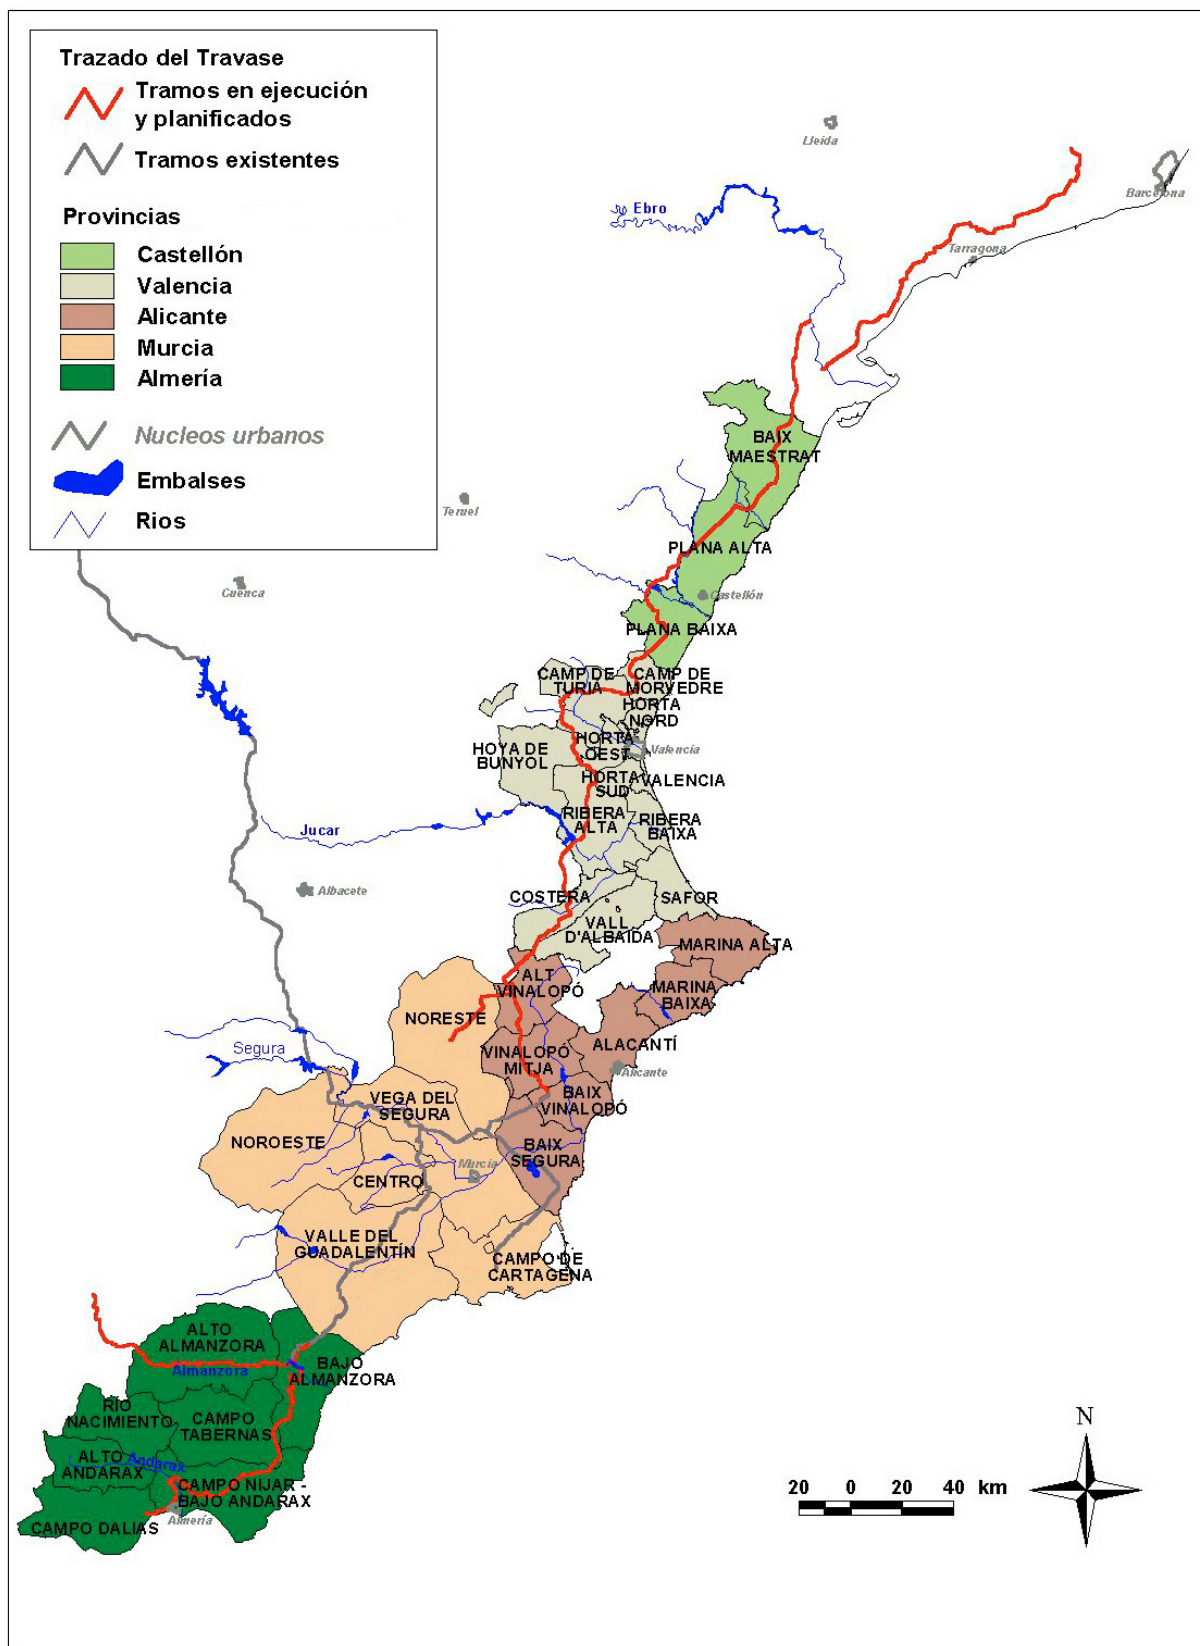 Trazado del Travase
Tramos en ejecución
y planificados
Tramos existentes
Provincias
Castellón
Valencia
Alicante
Murcia
Almería
Nucleos urbanos
Embalses
Rios
Lleida
Barcelona
Ebro
Tarragona
BAIX
MAESTRAT
Teruel
PLANA ALTA
Cuenca
Castellón
PLANA BAIXA
CAMP DE
TURIA
CAMP DE
MORVEDRE
HORTA
NORD
HORTA
OEST
Valencia
HOYA DE
BUNYOL
HORTA
SUD
VALENCIA
RIBERA
ALTA
RIBERA
BAIXA
Jucar
Albacete
COSTERA
SAFOR
VALL
D'ALBAIDA
MARINA ALTA
ALT
VINALOPÓ
MARINA
BAIXA
NORESTE
ALACANTÍ
Segura
VINALOPÓ
MITJA
Alicante
VEGA DEL
SEGURA
BAIX
VINALOPÓ
NOROESTE
BAIX
SEGURA
Murcia
CENTRO
VALLE DEL
GUADALENTÍN
CAMPO DE
CARTAGENA
ALTO
ALMANZORA
Almanzora
BAJO
ALMANZORA
RIO
NACIMIENTO
CAMPO
TABERNAS
ALTO
ANDARAX
Andarax
CAMPO NIJAR -
BAJO ANDARAX
CAMPO DALIAS
Almería
N
20 0 20 40 km